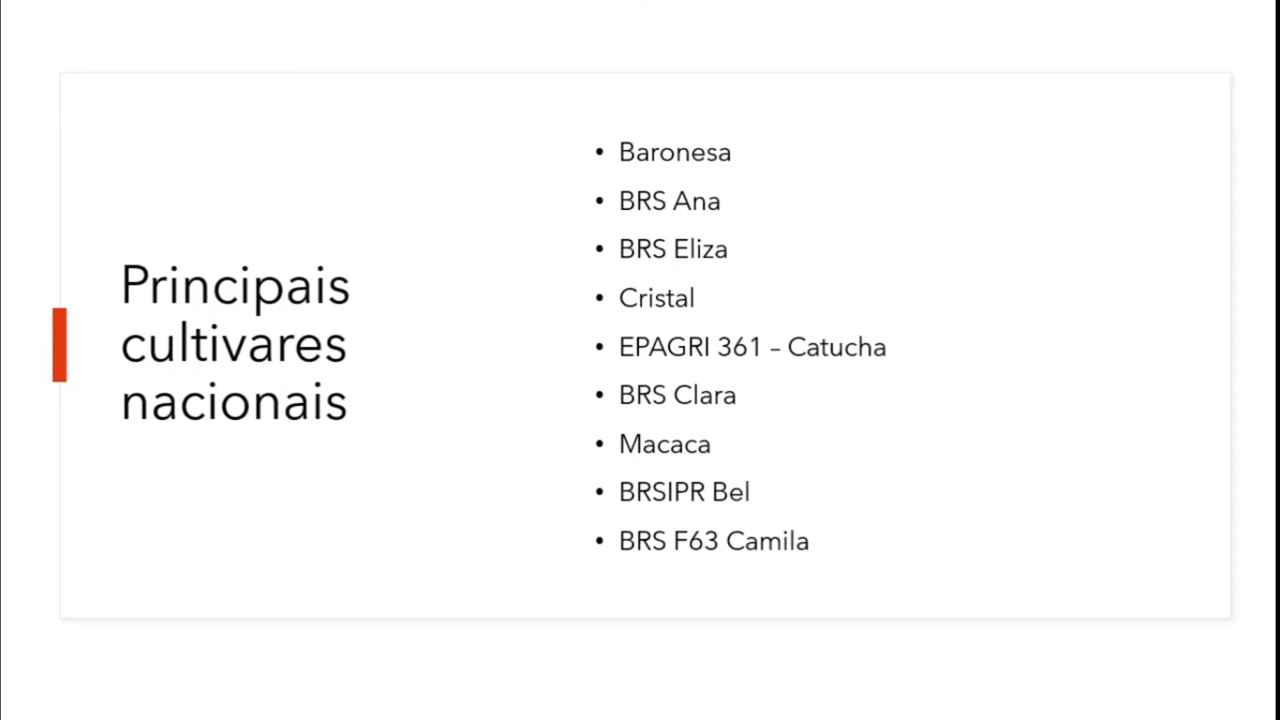 Principais
cultivares
nacionais
• Baronesa
• BRS Ana
• BRS Eliza
• Cristal
• EPAGRI 361 – Catucha
• BRS Clara
• Macaca
• BRSIPR Bel
• BRS F63 Camila